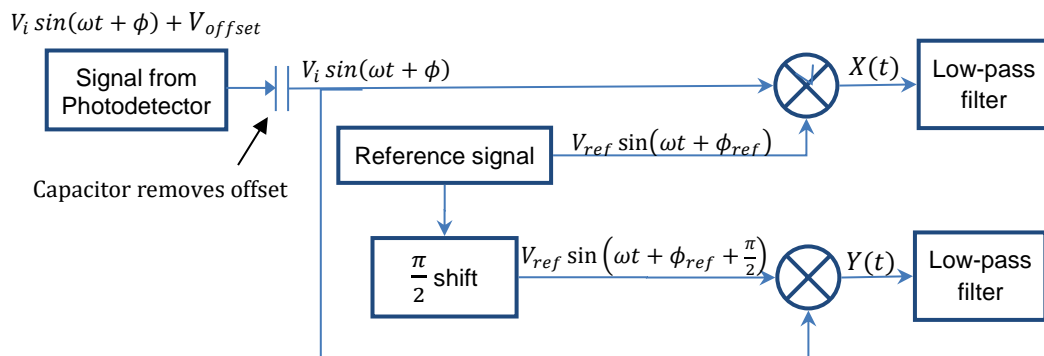 V_i sin(ωt + ϕ) + V_offset
Signal from
Photodetector
V_i sin(ωt + ϕ)
X(t)
Low-pass
filter
Reference signal
V_ref sin(ωt + ϕ_ref)
Capacitor removes offset
π/2 shift
V_ref sin(ωt + ϕ_ref + π/2)
Y(t)
Low-pass
filter